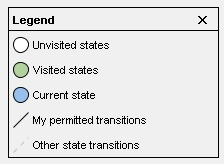 Legend
Unvisited states
Visited states
Current state
My permitted transitions
Other state transitions